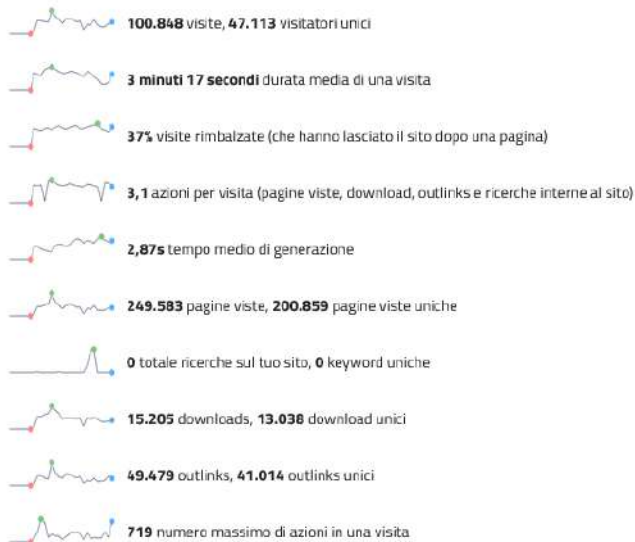 100.848 visite, 47.113 visitatori unici
3 minuti 17 secondi durata media di una visita
37% visite rimbalzate (che hanno lasciato il sito dopo una pagina)
3,1 azioni per visita (pagine viste, download, outlinks e ricerche interne al sito)
2,87s tempo medio di generazione
249.583 pagine viste, 200.859 pagine viste uniche
0 totale ricerche sul tuo sito, 0 keyword uniche
15.205 downloads, 13.038 download unici
49.479 outlinks, 41.014 outlinks unici
719 numero massimo di azioni in una visita